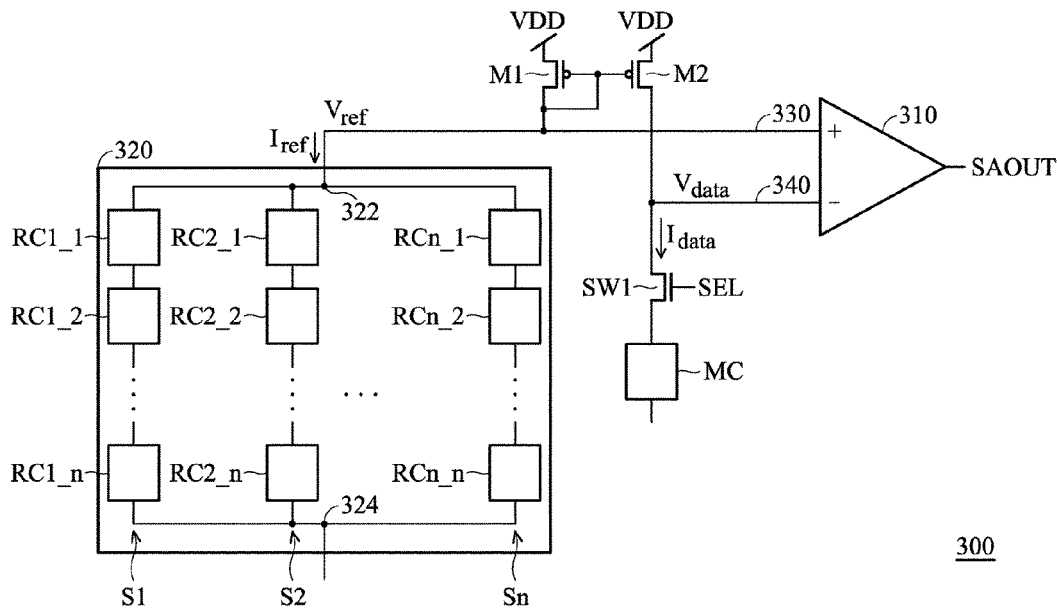 VDD VDD
M1 M2
Vref
Iref
320
322
330
340
310
+
−
SAOUT
Vdata
Idata
SW1 SEL
MC
RC1_1 RC2_1 RCn_1
RC1_2 RC2_2 RCn_2
. . .
RC1_n RC2_n RCn_n
324
S1 S2 Sn
300